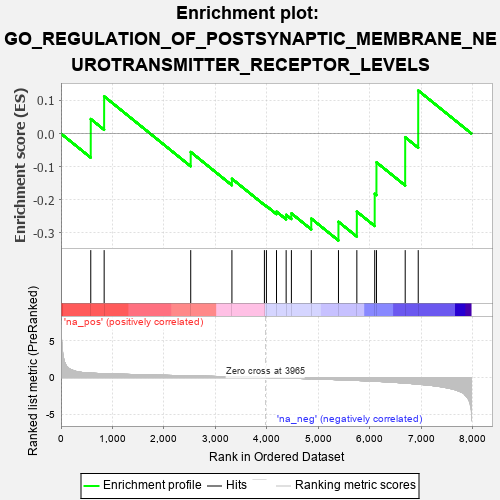 Enrichment plot:
GO_REGULATION_OF_POSTSYNAPTIC_MEMBRANE_NE
UROTRANSMITTER_RECEPTOR_LEVELS
Enrichment score (ES)
0.1
0.0
-0.1
-0.2
-0.3
'na_pos' (positively correlated)
Ranked list metric (PreRanked)
5
0
-5
Zero cross at 3965
'na_neg' (negatively correlated)
0 1,000 2,000 3,000 4,000 5,000 6,000 7,000 8,000
Rank in Ordered Dataset
Enrichment profile Hits Ranking metric scores